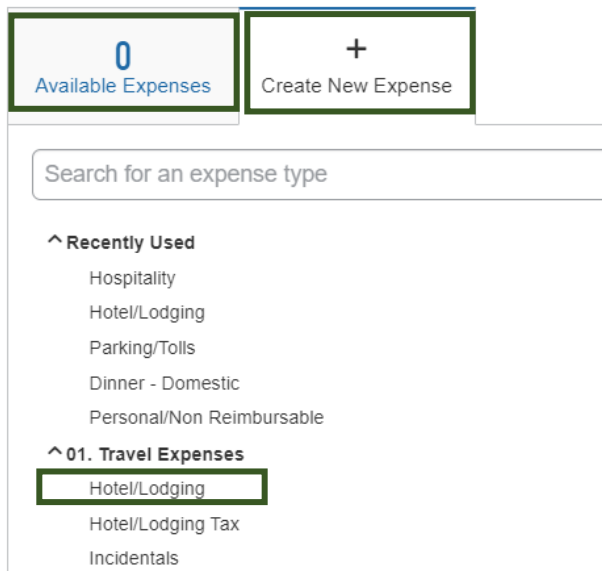 0
Available Expenses
+
Create New Expense
Search for an expense type
Recently Used
Hospitality
Hotel/Lodging
Parking/Tolls
Dinner - Domestic
Personal/Non Reimbursable
01. Travel Expenses
Hotel/Lodging
Hotel/Lodging Tax
Incidentals